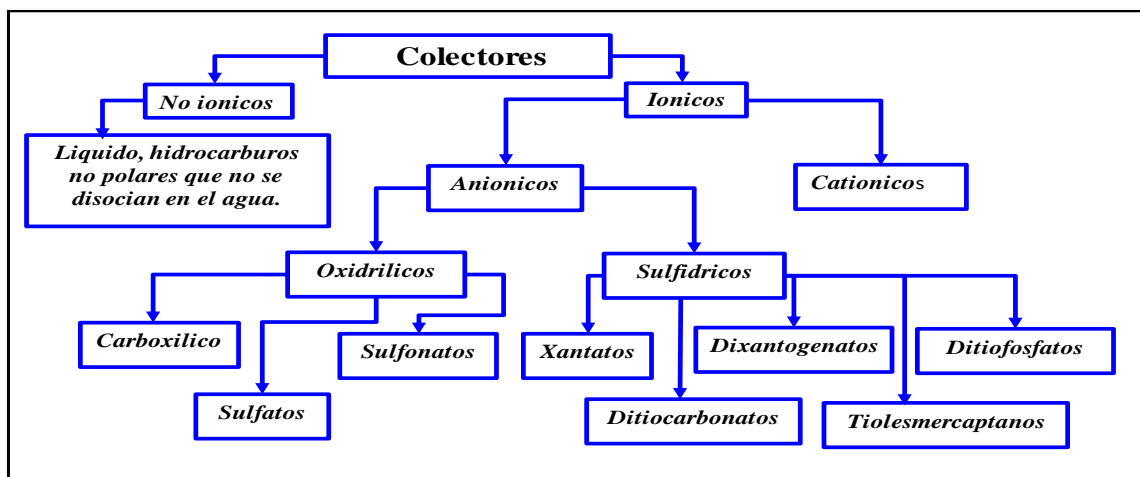 Colectores
No ionicos
Ionicos
Liquido, hidrocarburos
no polares que no se
disocian en el agua.
Anionicos
Cationicos
Oxidrilicos
Sulfidricos
Carboxilico
Sulfonatos
Xantatos
Dixantogenatos
Ditiofosfatos
Sulfatos
Ditiocarbonatos
Tiolesmercaptanos